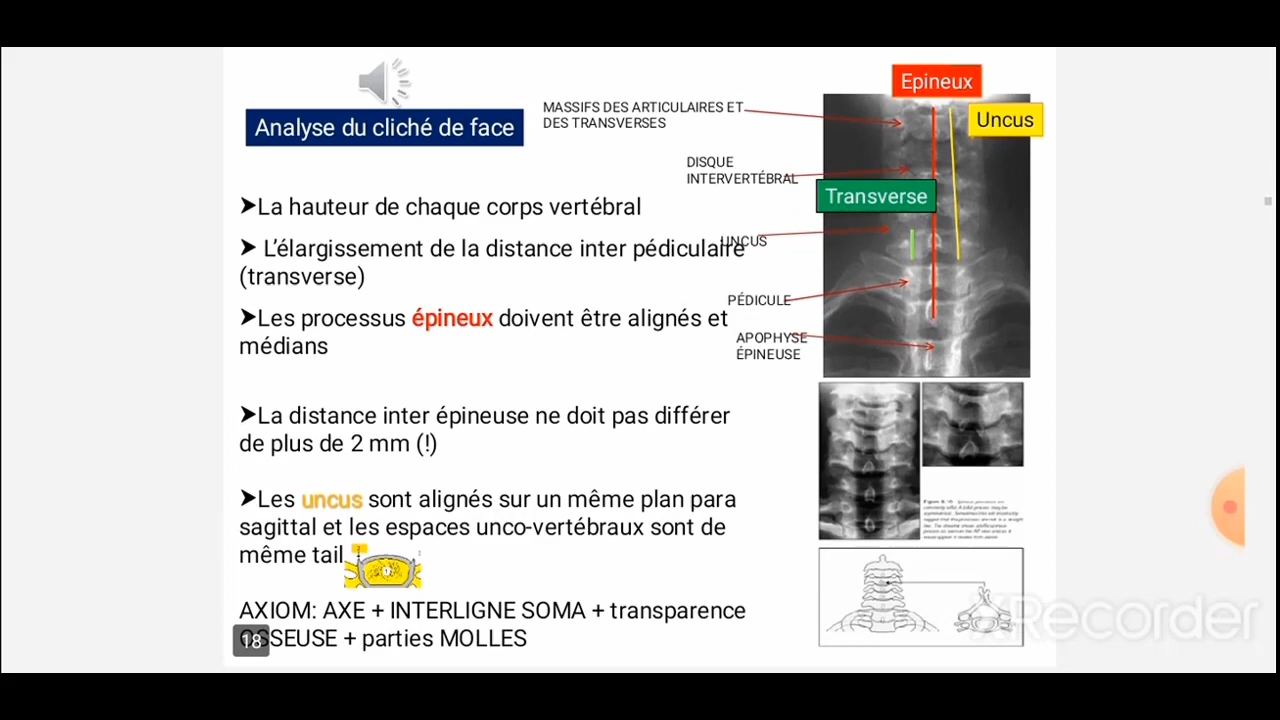 Epineux
MASSIFS DES ARTICULAIRES ET
DES TRANSVERSES
Analyse du cliché de face
Uncus
DISQUE
INTERVERTÉBRAL
Transverse
➤La hauteur de chaque corps vertébral
➤ L'élargissement de la distance inter pédiculaire
(transverse)
UNCUS
PÉDICULE
➤Les processus épineux doivent être alignés et
médians
APOPHYSE
ÉPINEUSE
➤La distance inter épineuse ne doit pas différer
de plus de 2 mm (!)
➤Les uncus sont alignés sur un même plan para
sagittal et les espaces unco-vertébraux sont de
même tail
AXIOM: AXE + INTERLIGNE SOMA + transparence
OSSEUSE + parties MOLLES
18
XRecorder